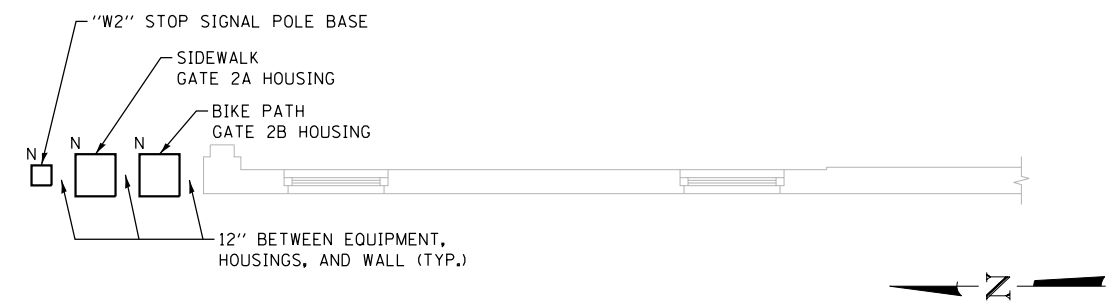 "W2" STOP SIGNAL POLE BASE
SIDEWALK
GATE 2A HOUSING
BIKE PATH
GATE 2B HOUSING
N
N
N
12" BETWEEN EQUIPMENT,
HOUSINGS, AND WALL (TYP.)
N